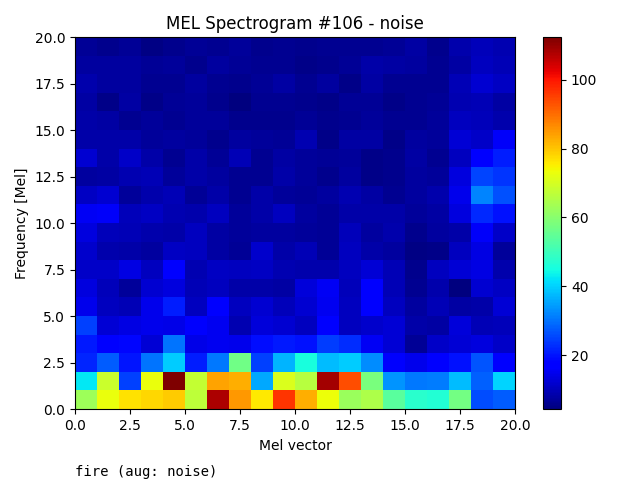 MEL Spectrogram #106 - noise
20.0
17.5
15.0
12.5
10.0
7.5
5.0
2.5
0.0
Frequency [Mel]
0.0 2.5 5.0 7.5 10.0 12.5 15.0 17.5 20.0
Mel vector
100
80
60
40
20
fire (aug: noise)